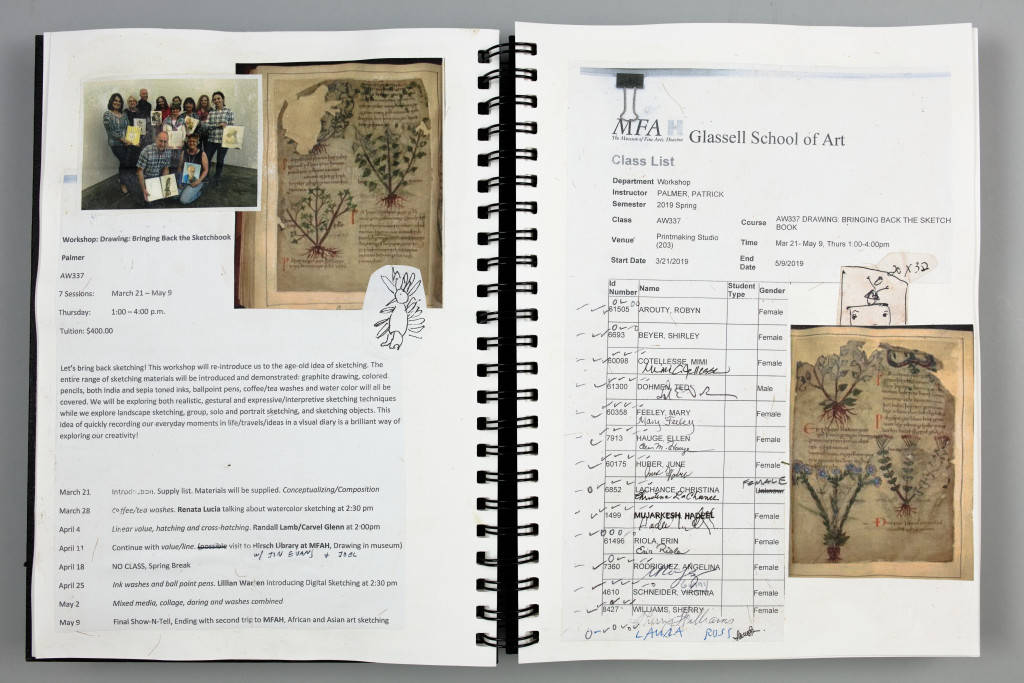 Workshop: Drawing: Bringing Back the Sketchbook
Palmer
AW337
7 Sessions: March 21 – May 9
Thursday: 1:00 – 4:00 p.m.
Tuition: $400.00
Let's bring back sketching! This workshop will re-introduce us to the age-old idea of sketching. The
entire range of sketching materials will be introduced and demonstrated: graphite drawing, colored
pencils, both india and sepia toned inks, ballpoint pens, coffee/tea washes and water color will all be
covered. We will be exploring both realistic, gestural and expressive/interpretive sketching techniques
while we explore landscape sketching, group, solo and portrait sketching, and sketching objects. This
idea of quickly recording our everyday moments in life/travels/ideas in a visual diary is a brilliant way of
exploring our creativity!
March 21 Introduction. Supply list. Materials will be supplied. Conceptualizing/Composition
March 28 Coffee/tea washes. Renata Lucia talking about watercolor sketching at 2:30 pm
April 4 Linear value, hatching and cross-hatching. Randall Lamb/Carvel Glenn at 2:00pm
April 11 Continue with value/line. (possible visit to Hirsch Library at MFAH, Drawing in museum)
w/ JON EVANS + JOEL
April 18 NO CLASS, Spring Break
April 25 Ink washes and ball point pens. Lillian Warren introducing Digital Sketching at 2:30 pm
May 2 Mixed media, collage, daring and washes combined
May 9 Final Show-N-Tell, Ending with second trip to MFAH, African and Asian art sketching
MFA H Glassell School of Art
The Museum of Fine Arts, Houston
Class List
Department Workshop
Instructor PALMER, PATRICK
Semester 2019 Spring
Class AW337 Course AW337 DRAWING: BRINGING BACK THE SKETCH
BOOK
Venue Printmaking Studio
(203) Time Mar 21- May 9, Thurs 1:00-4:00pm
Start Date 3/21/2019 End
Date 5/9/2019
20 X 32
Id
Number Name Student
Type Gender
61505 AROUTY, ROBYN Female
6693 BEYER, SHIRLEY Female
60098 COTELLESSE, MIMI Female
Mimi Cotellesse
61300 DOHMEN, TED Male
60358 FEELEY, MARY Female
Mary Feeley
7913 HAUGE, ELLEN Female
Ellen M. Hauge
60175 HUBER, JUNE Female
June Huber
6852 LACHANCE, CHRISTINA FEMALE Unknown
Christina LaChance
1499 MUJARKESH, HADEEL Female
61496 RIOLA, ERIN Female
Erin Riola
7360 RODRIGUEZ, ANGELINA Female
4610 SCHNEIDER, VIRGINIA Female
8427 WILLIAMS, SHERRY Female
Sherry Williams
LAURA ROSS